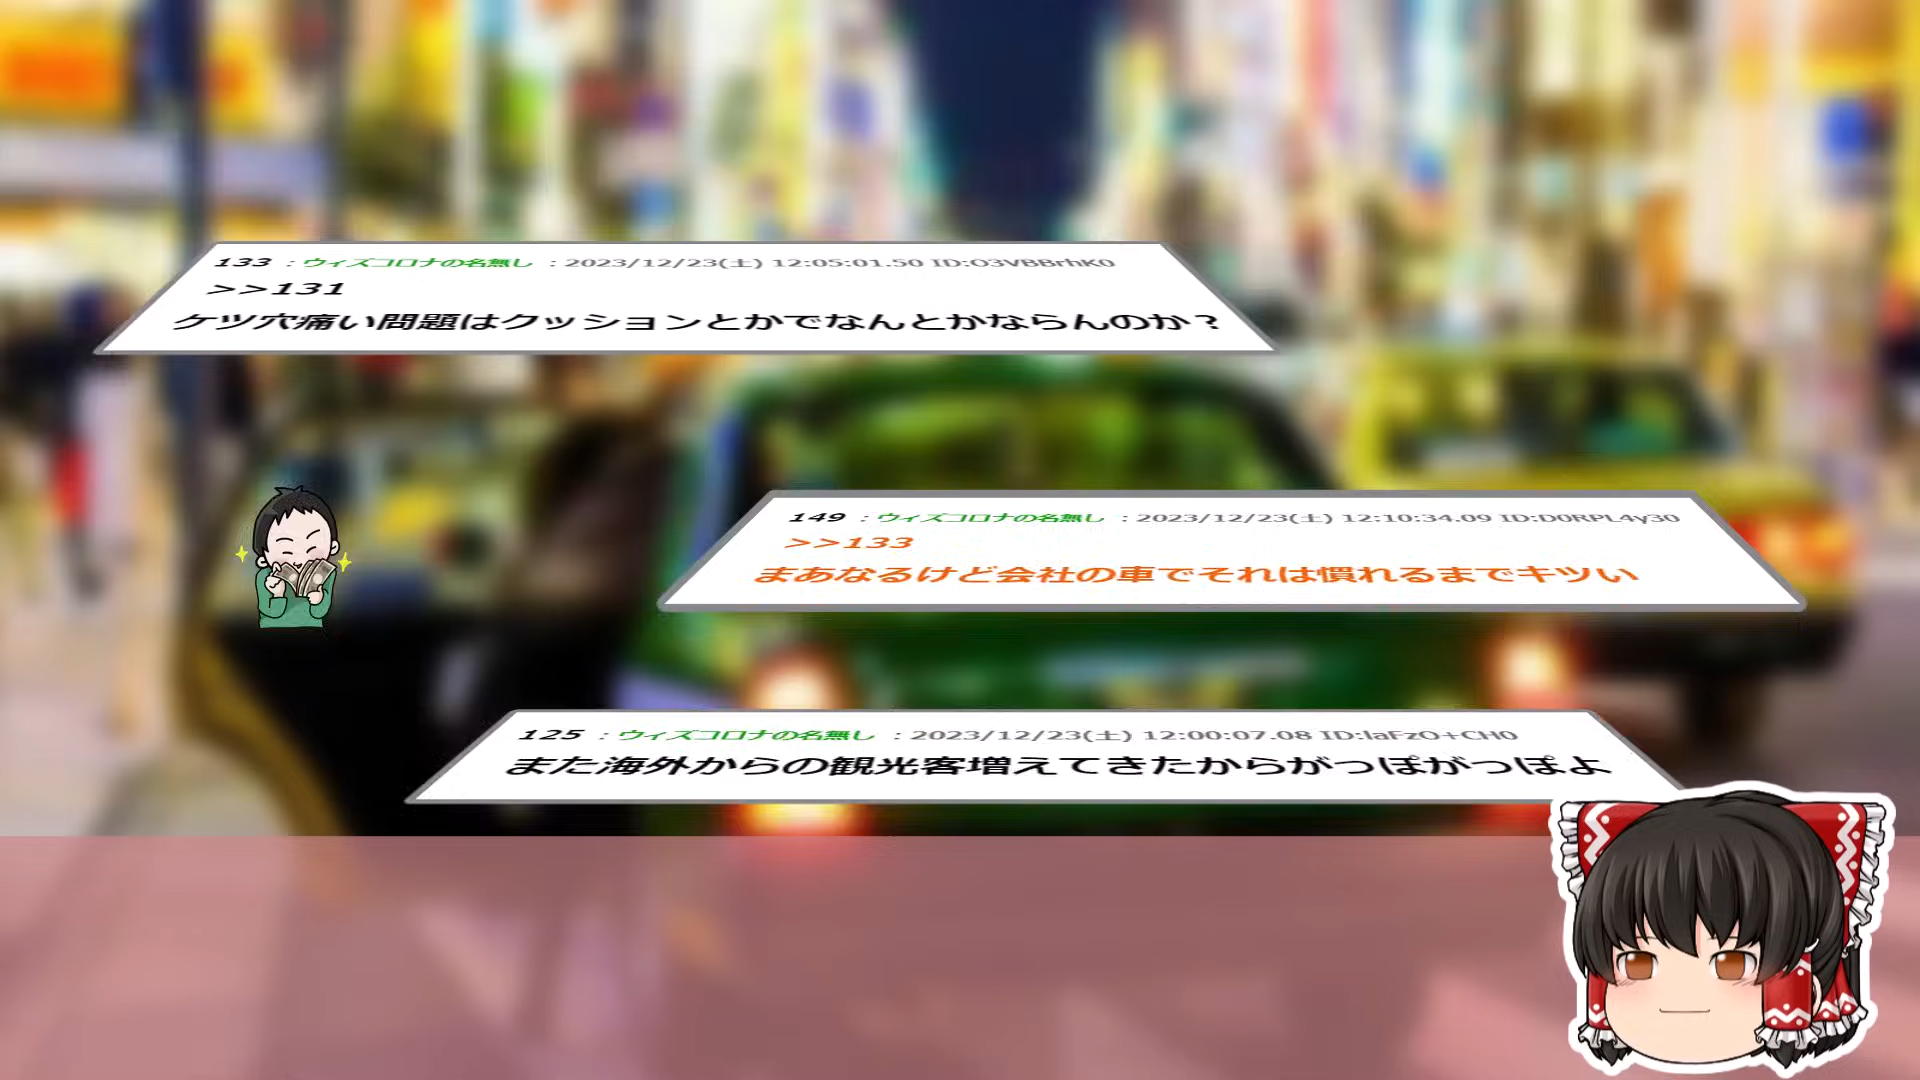 133 ：ウィズコロナの名無し ：2023/12/23(土) 12:05:01.50 ID:O3VBBrhK0
>>131
ケツ穴痛い問題はクッションとかでなんとかならんのか？
149 ：ウィズコロナの名無し ：2023/12/23(土) 12:10:34.09 ID:D0RPL4y30
>>133
まあなるけど会社の車でそれは慣れるまでキツい
125 ：ウィズコロナの名無し ：2023/12/23(土) 12:00:07.08 ID:laFzO+CH0
また海外からの観光客増えてきたからがっぽがっぽよ